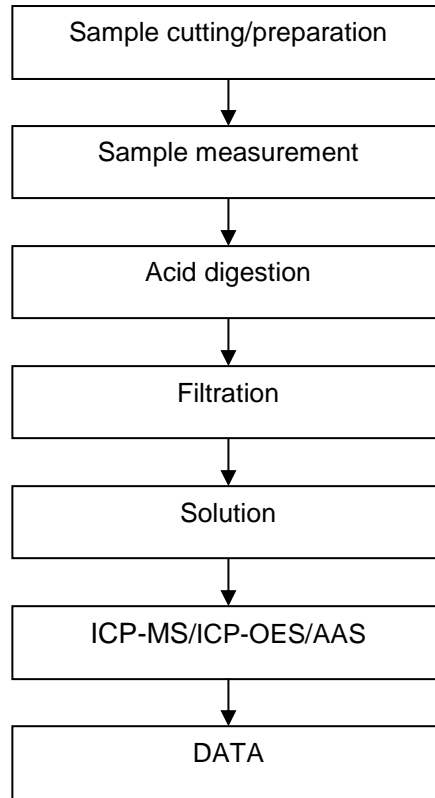 Sample cutting/preparation
Sample measurement
Acid digestion
Filtration
Solution
ICP-MS/ICP-OES/AAS
DATA